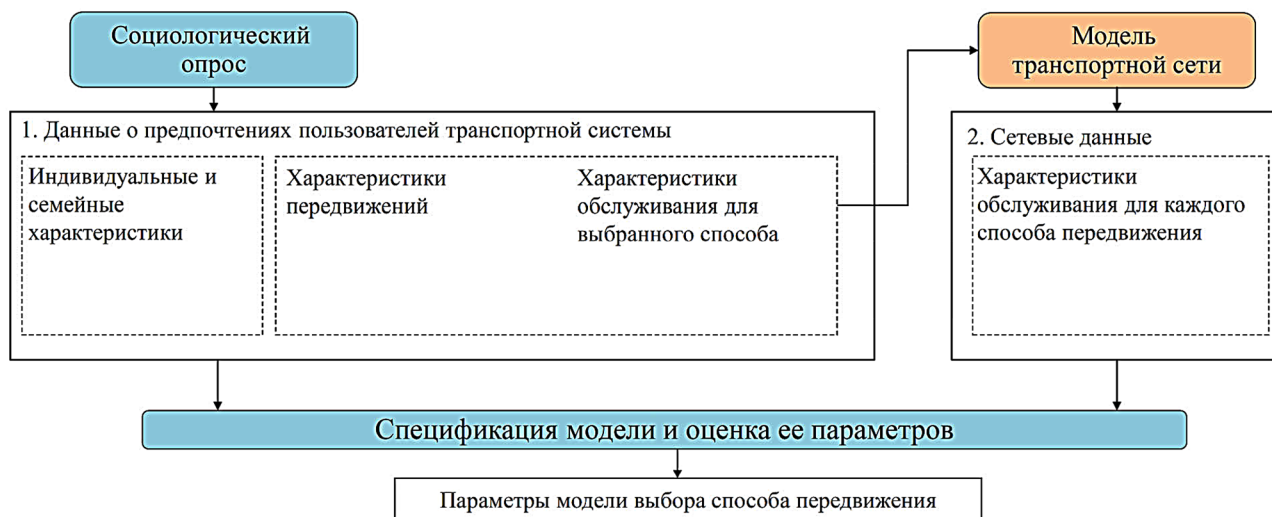 Социологический
опрос
Модель
транспортной сети
1. Данные о предпочтениях пользователей транспортной системы
Индивидуальные и
семейные
характеристики
Характеристики
передвижений
Характеристики
обслуживания для
выбранного способа
2. Сетевые данные
Характеристики
обслуживания для каждого
способа передвижения
Спецификация модели и оценка ее параметров
Параметры модели выбора способа передвижения